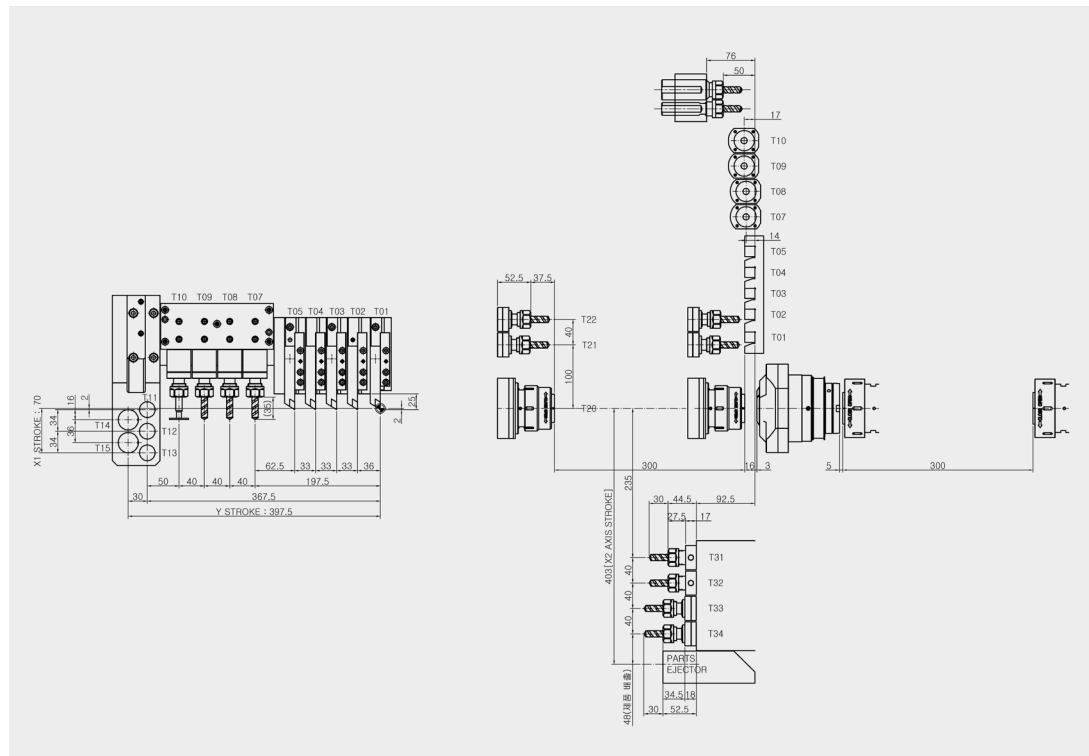 76
50
17
T10
T09
T08
T07
14
T05
T04
T03
T02
T01
T10 T09 T08 T07
T05 T04 T03 T02 T01
52.5 37.5
T22
40
T21
100
T20
X1 STROKE : 70
16
2
34
36
34
T11
T14
T12
T15
T13
(35)
25
2
62.5 33 33 33 36
50 40 40 40 197.5
30 367.5
Y STROKE : 397.5
300 16 3 5 300
235
403[X2 AXIS STROKE]
30 44.5 92.5
27.5 17
T31
40
T32
40
T33
40
T34
PARTS
EJECTOR
48(제품 배출)
34.5 18
30 52.5